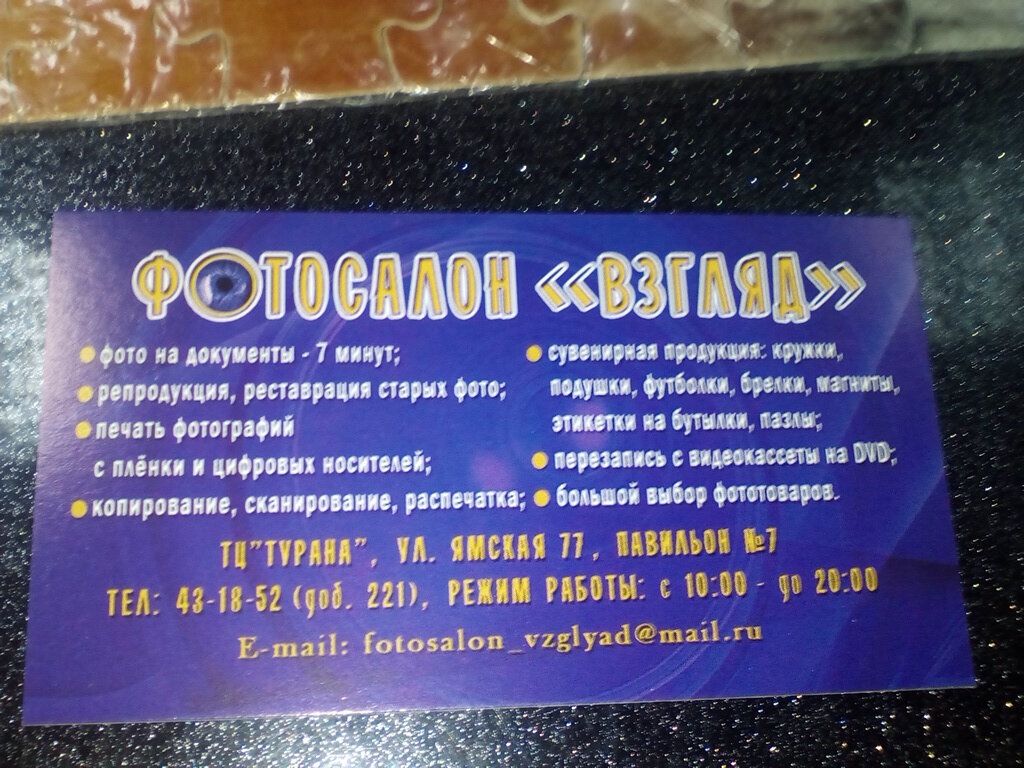 ФОТОСАЛОН «ВЗГЛЯД»
фото на документы - 7 минут;
репродукция, реставрация старых фото;
печать фотографий
с плёнки и цифровых носителей;
копирование, сканирование, распечатка;
сувенирная продукция: кружки,
подушки, футболки, брелки, магниты,
этикетки на бутылки, пазлы;
перезапись с видеокассеты на DVD;
большой выбор фототоваров.
ТЦ"ТУРАНА", УЛ. ЯМСКАЯ 77, ПАВИЛЬОН №7
ТЕЛ: 43-18-52 (доб. 221), РЕЖИМ РАБОТЫ: с 10:00 - до 20:00
E-mail: fotosalon_vzglyad@mail.ru